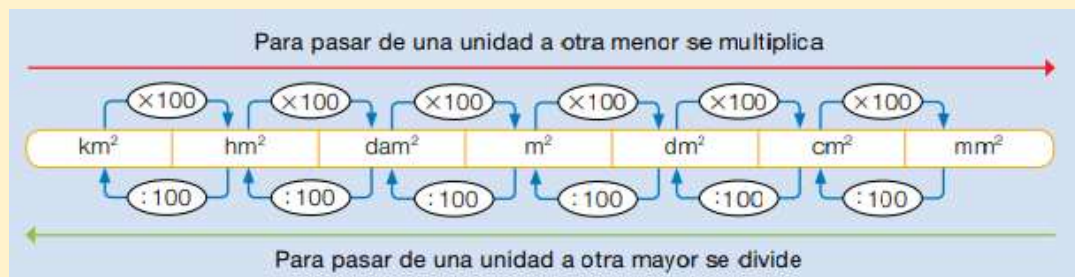 Para pasar de una unidad a otra menor se multiplica
×100 ×100 ×100 ×100 ×100 ×100
km² hm² dam² m² dm² cm² mm²
:100 :100 :100 :100 :100 :100
Para pasar de una unidad a otra mayor se divide